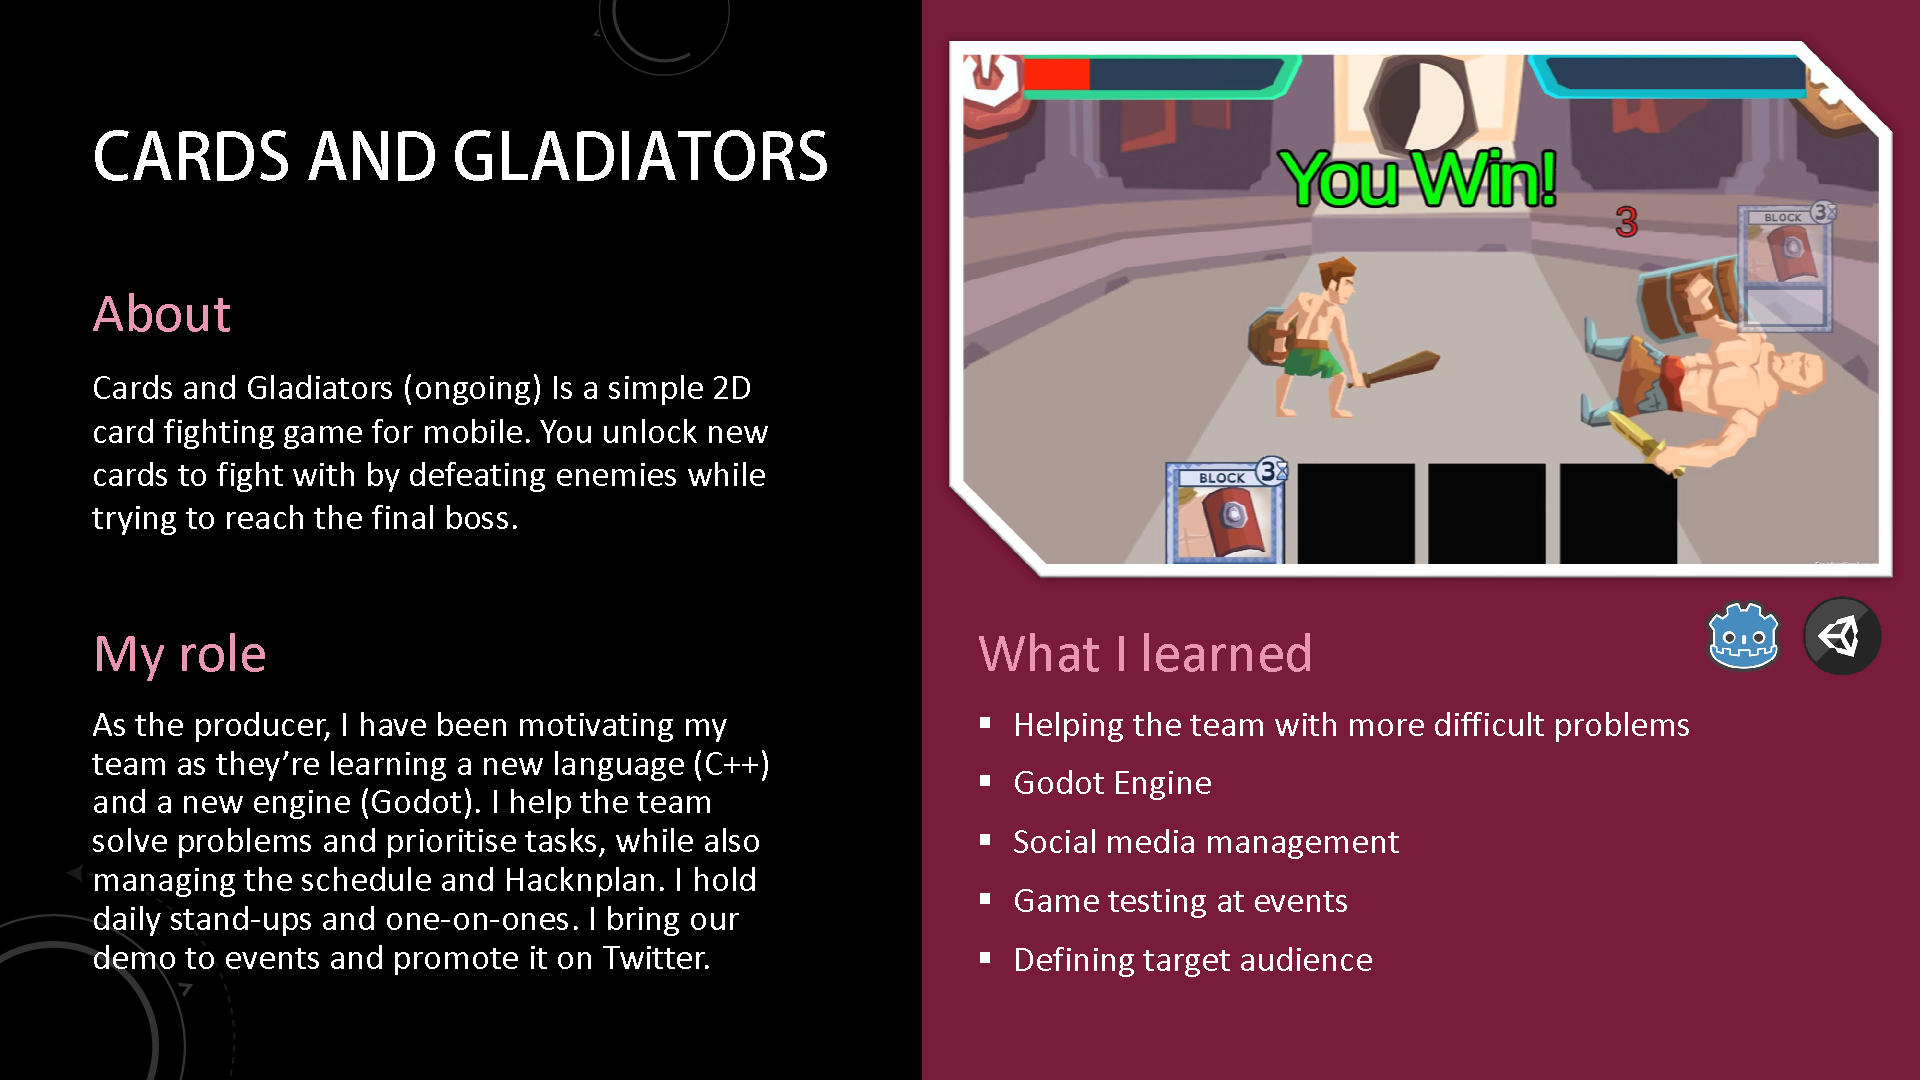 CARDS AND GLADIATORS
About
Cards and Gladiators (ongoing) Is a simple 2D
card fighting game for mobile. You unlock new
cards to fight with by defeating enemies while
trying to reach the final boss.
My role
As the producer, I have been motivating my
team as they’re learning a new language (C++)
and a new engine (Godot). I help the team
solve problems and prioritise tasks, while also
managing the schedule and Hacknplan. I hold
daily stand-ups and one-on-ones. I bring our
demo to events and promote it on Twitter.
You Win!
3
BLOCK 3
BLOCK 3
What I learned
▪ Helping the team with more difficult problems
▪ Godot Engine
▪ Social media management
▪ Game testing at events
▪ Defining target audience